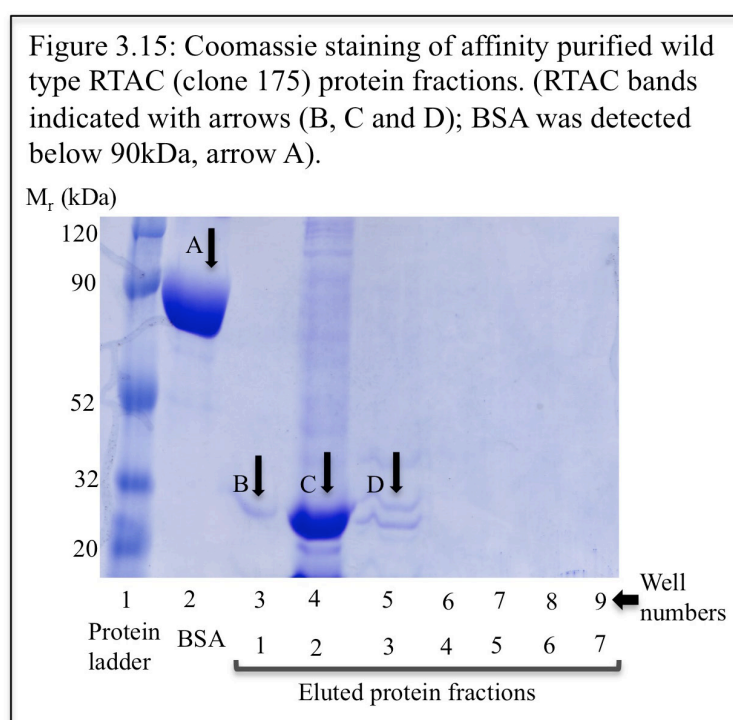 Figure 3.15: Coomassie staining of affinity purified wild
type RTAC (clone 175) protein fractions. (RTAC bands
indicated with arrows (B, C and D); BSA was detected
below 90kDa, arrow A).
Mr (kDa)
120
A
90
52
32
B C D
20
1 2 3 4 5 6 7 8 9 Well
numbers
Protein
ladder
BSA 1 2 3 4 5 6 7
Eluted protein fractions